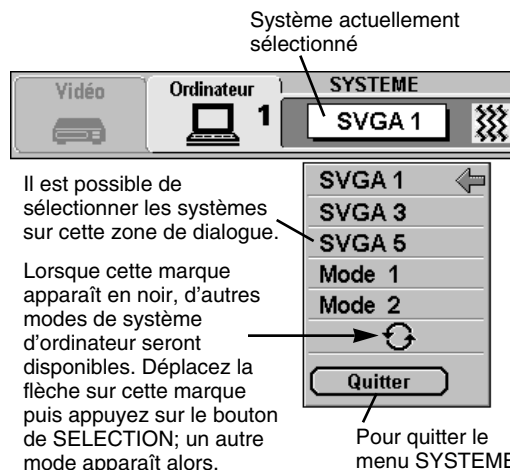 Système actuellement
sélectionné
Vidéo
Ordinateur
1
SYSTEME
SVGA 1
Il est possible de
sélectionner les systèmes
sur cette zone de dialogue.
Lorsque cette marque
apparaît en noir, d'autres
modes de système
d'ordinateur seront
disponibles. Déplacez la
flèche sur cette marque
puis appuyez sur le bouton
de SELECTION; un autre
mode apparaît alors.
SVGA 1
SVGA 3
SVGA 5
Mode 1
Mode 2
Quitter
Pour quitter le
menu SYSTEME